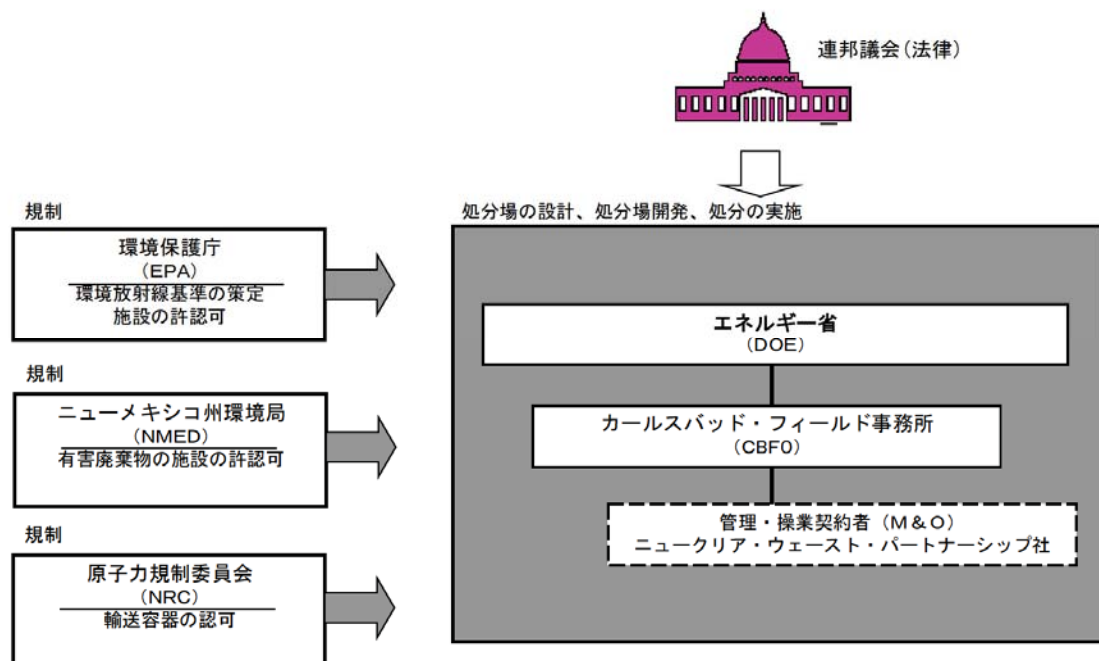 連邦議会(法律)
規制
環境保護庁
(EPA)
環境放射線基準の策定
施設の許認可
規制
ニューメキシコ州環境局
(NMED)
有害廃棄物の施設の許認可
規制
原子力規制委員会
(NRC)
輸送容器の認可
処分場の設計、処分場開発、処分の実施
エネルギー省
(DOE)
カールスバッド・フィールド事務所
(CBFO)
管理・操業契約者(M&O)
ニュークリア・ウェースト・パートナーシップ社